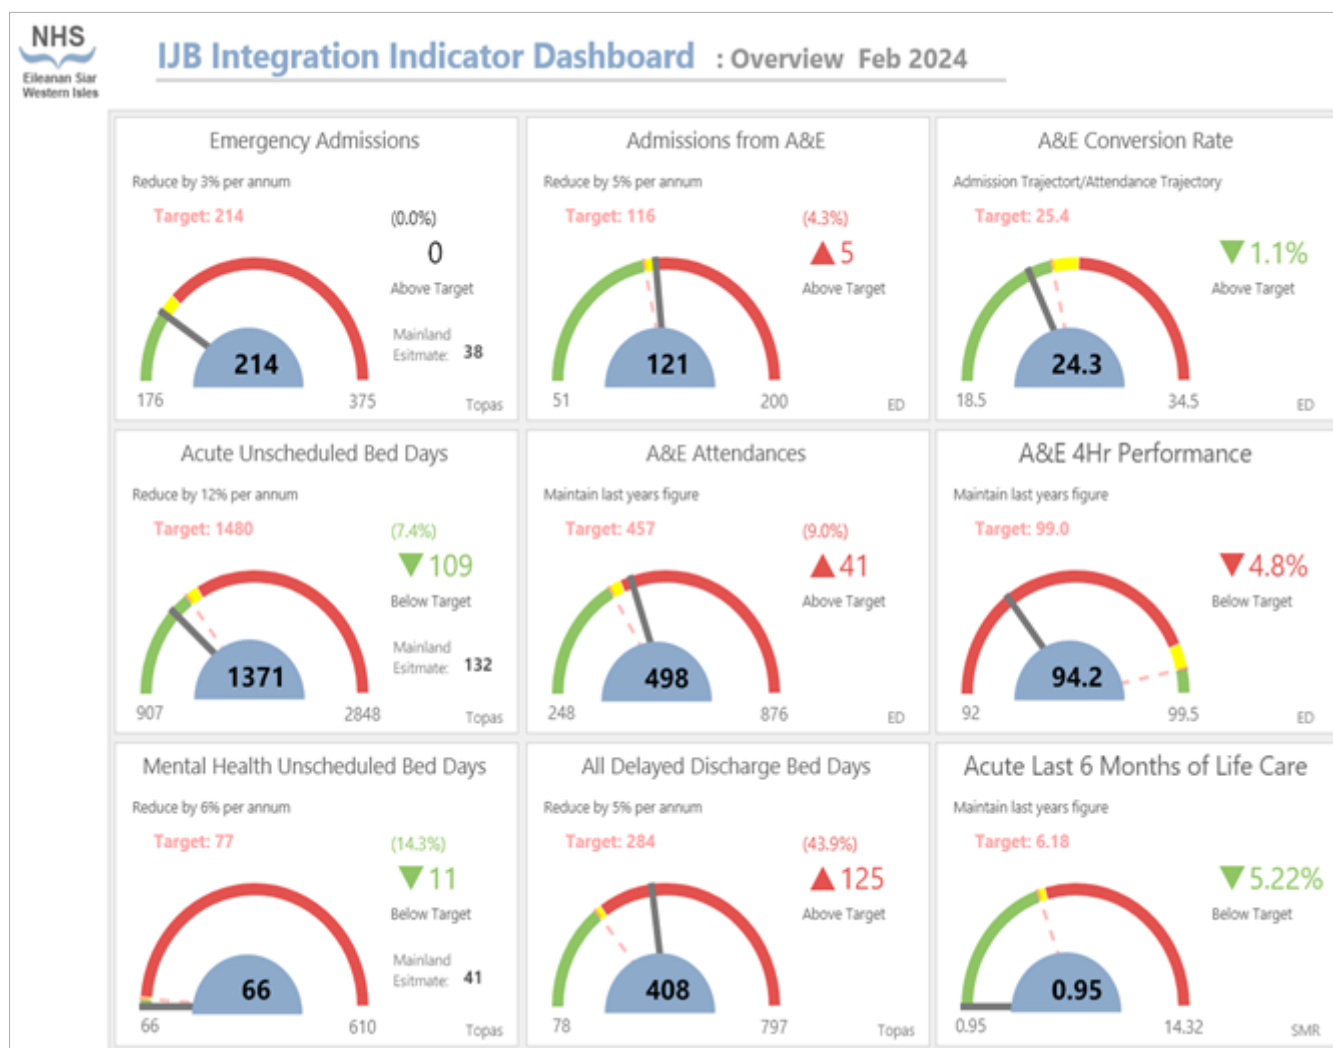 NHS
Eileanan Siar
Western Isles
IJB Integration Indicator Dashboard : Overview Feb 2024
Emergency Admissions
Reduce by 3% per annum
Target: 214
(0.0%)
0
Above Target
Mainland
Esitmate: 38
214
176
375
Topas
Admissions from A&E
Reduce by 5% per annum
Target: 116
(4.3%)
▲5
Above Target
121
51
200
ED
A&E Conversion Rate
Admission Trajectort/Attendance Trajectory
Target: 25.4
▼1.1%
Above Target
24.3
18.5
34.5
ED
Acute Unscheduled Bed Days
Reduce by 12% per annum
Target: 1480
(7.4%)
▼109
Below Target
Mainland
Esitmate: 132
1371
907
2848
Topas
A&E Attendances
Maintain last years figure
Target: 457
(9.0%)
▲41
Above Target
498
248
876
ED
A&E 4Hr Performance
Maintain last years figure
Target: 99.0
▼4.8%
Below Target
94.2
92
99.5
ED
Mental Health Unscheduled Bed Days
Reduce by 6% per annum
Target: 77
(14.3%)
▼11
Below Target
Mainland
Esitmate: 41
66
66
610
Topas
All Delayed Discharge Bed Days
Reduce by 5% per annum
Target: 284
(43.9%)
▲125
Above Target
408
78
797
Topas
Acute Last 6 Months of Life Care
Maintain last years figure
Target: 6.18
▼5.22%
Below Target
0.95
0.95
14.32
SMR